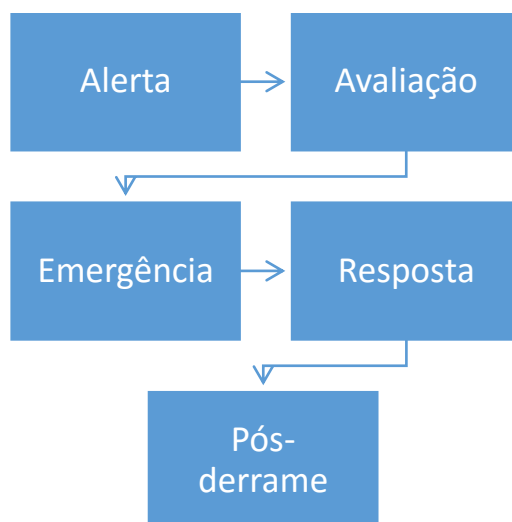 Alerta
Avaliação
Emergência
Resposta
Pós-
derrame